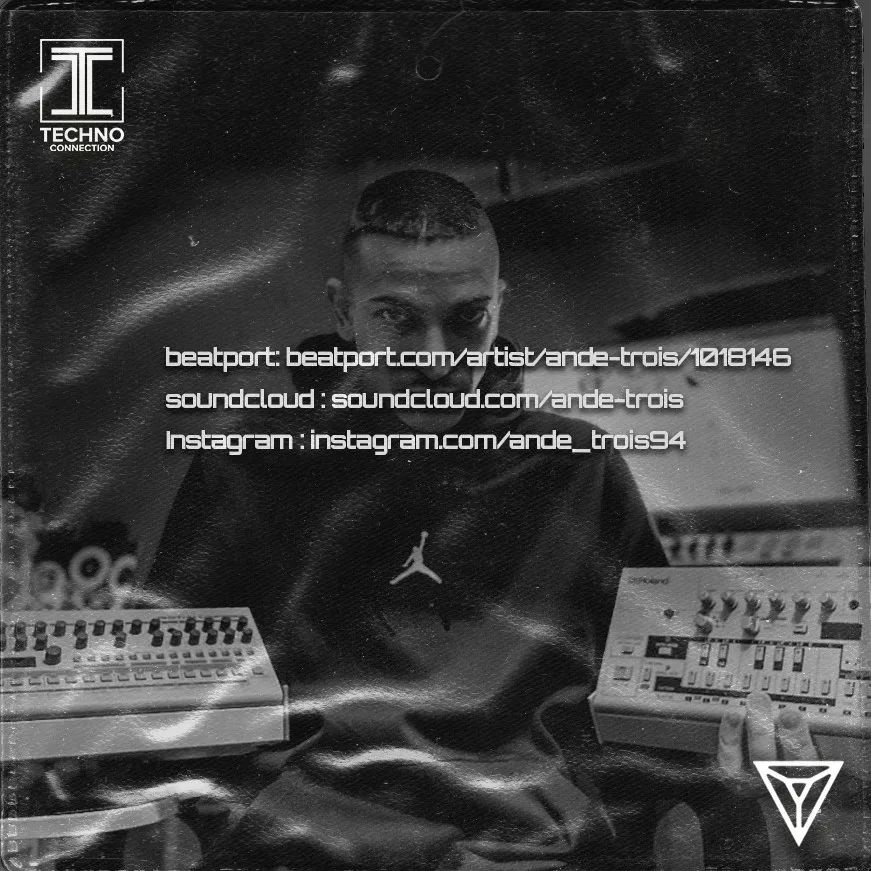 TECHNO
CONNECTION
beatport: beatport.com/artist/ande-trois/1018146
soundcloud : soundcloud.com/ande-trois
Instagram : instagram.com/ande_trois94
Roland